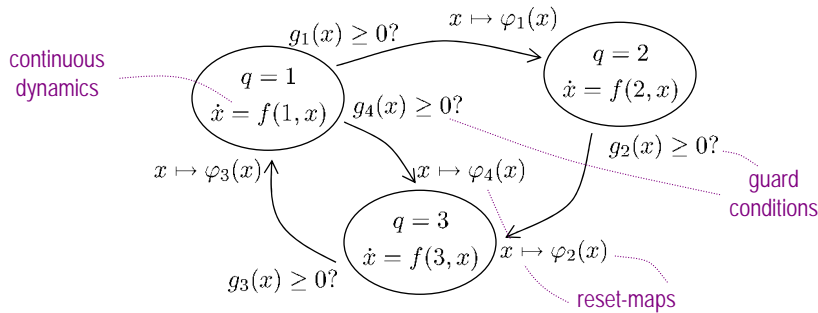 g₁(x) ≥ 0?
x ↦ φ₁(x)
continuous
dynamics
q = 1
ẋ = f(1, x)
q = 2
ẋ = f(2, x)
g₄(x) ≥ 0?
g₂(x) ≥ 0?
x ↦ φ₃(x)
x ↦ φ₄(x)
guard
conditions
q = 3
ẋ = f(3, x)
x ↦ φ₂(x)
g₃(x) ≥ 0?
reset-maps